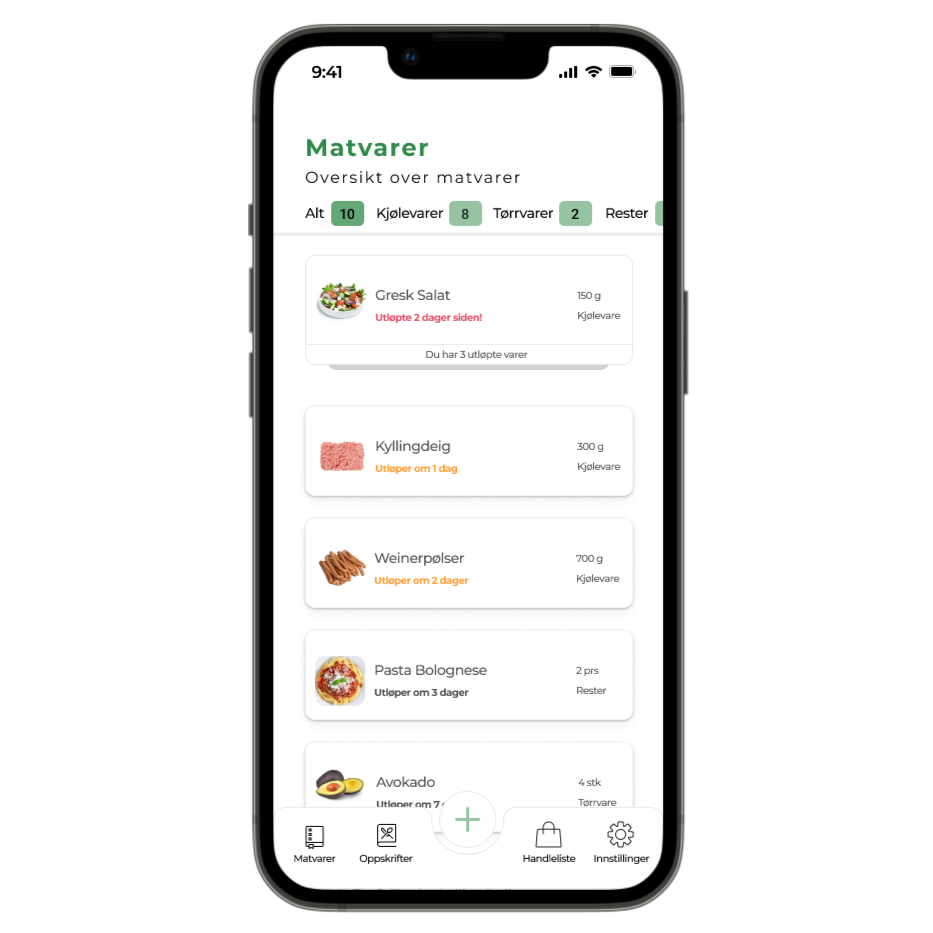 9:41
Matvarer
Oversikt over matvarer
Alt 10 Kjølevarer 8 Tørrvarer 2 Rester
Gresk Salat 150 g
Utløpte 2 dager siden! Kjølevare
Du har 3 utløpte varer
Kyllingdeig 300 g
Utløper om 1 dag Kjølevare
Weinerpølser 700 g
Utløper om 2 dager Kjølevare
Pasta Bolognese 2 prs
Utløper om 3 dager Rester
Avokado 4 stk
Utløper om 7 Tørrvare
Matvarer Oppskrifter Handleliste Innstillinger